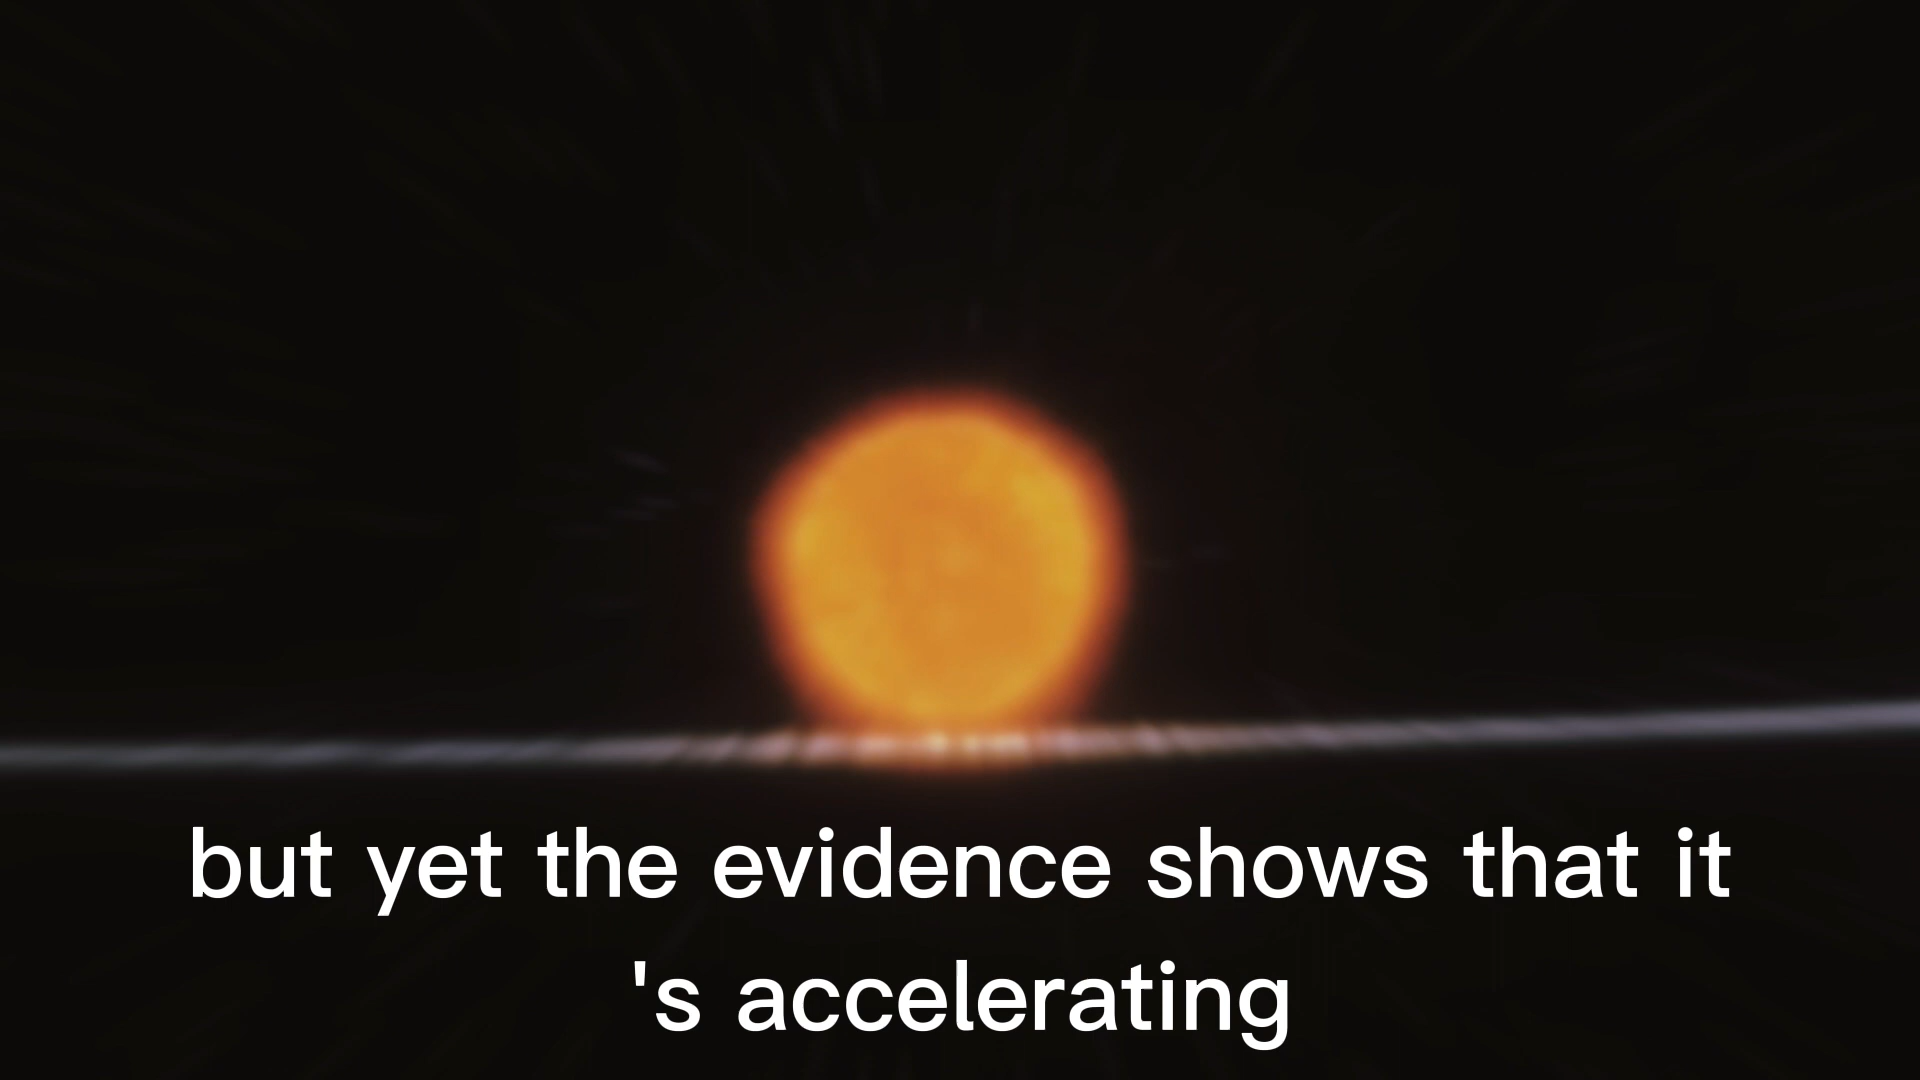 but yet the evidence shows that it
's accelerating